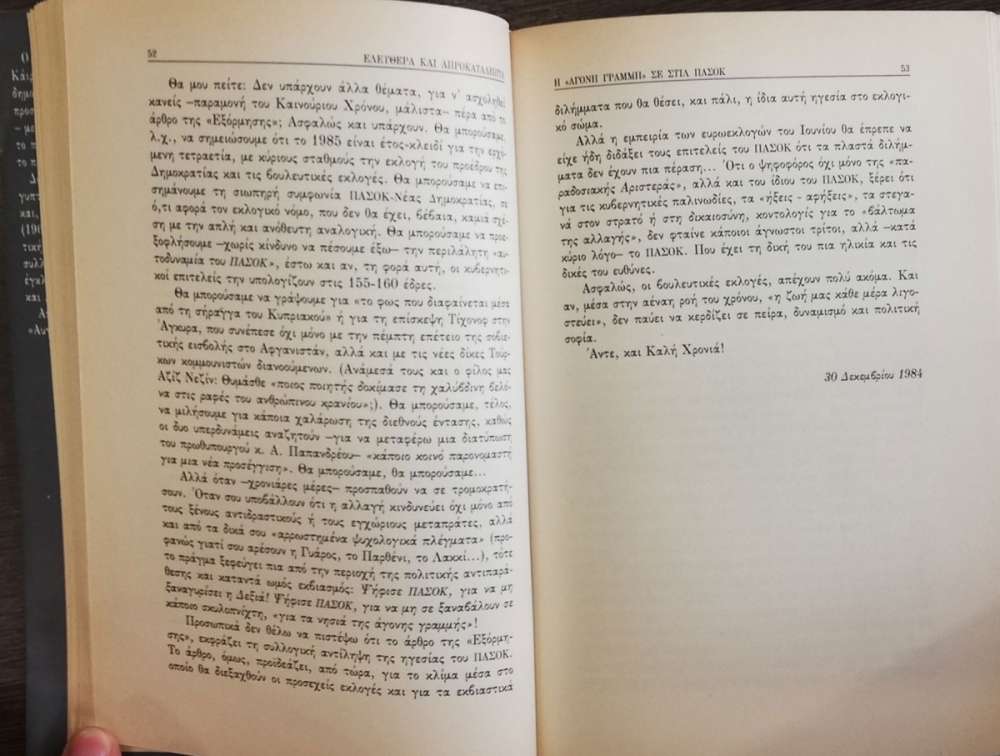 52
ΕΛΕΥΘΕΡΑ ΚΑΙ ΑΠΡΟΚΑΤΑΛΗΠΤΑ
Θα μου πείτε: Δεν υπάρχουν άλλα θέματα, για ν' ασχοληθεί
κανείς –παραμονή του Καινούριου Χρόνου, μάλιστα– πέρα από το
άρθρο της «Εξόρμησης»; Ασφαλώς και υπάρχουν. Θα μπορούσαμε,
λ.χ., να σημειώσουμε ότι το 1985 είναι έτος-κλειδί για την ερχό-
μενη τετραετία, με κύριους σταθμούς την εκλογή του προέδρου της
Δημοκρατίας και τις βουλευτικές εκλογές. Θα μπορούσαμε να επι-
σημάνουμε τη σιωπηρή συμφωνία ΠΑΣΟΚ-Νέας Δημοκρατίας, σε
ό,τι αφορά τον εκλογικό νόμο, που δεν θα έχει, βέβαια, καμιά σχέ-
ση με την απλή και ανόθευτη αναλογική. Θα μπορούσαμε να προε-
ξοφλήσουμε –χωρίς κίνδυνο να πέσουμε έξω– την περιλάλητη «αυ-
τοδυναμία του ΠΑΣΟΚ», έστω και αν, τη φορά αυτή, οι κυβερνητι-
κοί επιτελείς την υπολογίζουν στις 155-160 έδρες.
Θα μπορούσαμε να γράψουμε για «το φως που διαφαίνεται μέσα
από τη σήραγγα του Κυπριακού» ή για τη επίσκεψη Τίχονοφ στην
Άγκυρα, που συνέπεσε όχι μόνο με την πέμπτη επέτειο της σοβιε-
τικής εισβολής στο Αφγανιστάν, αλλά και με τις νέες δίκες Τούρ-
κων κομμουνιστών διανοούμενων. (Ανάμεσά τους και ο φίλος μας
Αζίζ Νεζίν: Θυμάσθε «ποιος ποιητής δοκίμασε τη χαλύβδινη βελό-
να στις ραφές του ανθρώπινου κρανίου»;). Θα μπορούσαμε, τέλος,
να μιλήσουμε για κάποια χαλάρωση της διεθνούς έντασης, καθώς
οι δυο υπερδυνάμεις αναζητούν –για να μεταφέρω μια διατύπωση
του πρωθυπουργού κ. Α. Παπανδρέου– «κάποιο κοινό παρονομαστή
για μια νέα προσέγγιση». Θα μπορούσαμε, θα μπορούσαμε...
Αλλά όταν –χρονιάρες μέρες– προσπαθούν να σε τρομοκρατή-
σουν. Όταν σου υποβάλλουν ότι η αλλαγή κινδυνεύει όχι μόνο από
τους ξένους αντιδραστικούς ή τους εγχώριους μεταπράτες, αλλά
και από τα δικά σου «αρρωστημένα ψυχολογικά πλέγματα» (προ-
φανώς γιατί σου αρέσουν η Γυάρος, το Παρθένι, το Λακκί...), τότε
το πράγμα ξεφεύγει πια από την περιοχή της πολιτικής αντιπαρά-
θεσης και καταντά ωμός εκβιασμός: Ψήφισε ΠΑΣΟΚ, για να μη
ξαναγυρίσει η Δεξιά! Ψήφισε ΠΑΣΟΚ, για να μη σε ξαναβάλουν σε
κάποιο σκυλοπνίχτη, «για τα νησιά της άγονης γραμμής»!
Προσωπικά δεν θέλω να πιστέψω ότι το άρθρο της «Εξόρμη-
σης», εκφράζει τη συλλογική αντίληψη της ηγεσίας του ΠΑΣΟΚ.
Το άρθρο, όμως, προϊδεάζει, από τώρα, για το κλίμα μέσα στο
οποίο θα διεξαχθούν οι προσεχείς εκλογές και για τα εκβιαστικά
Η «ΑΓΟΝΗ ΓΡΑΜΜΗ» ΣΕ ΣΤΙΛ ΠΑΣΟΚ
53
διλήμματα που θα θέσει, και πάλι, η ίδια αυτή ηγεσία στο εκλογι-
κό σώμα.
Αλλά η εμπειρία των ευρωεκλογών του Ιουνίου θα έπρεπε να
είχε ήδη διδάξει τους επιτελείς του ΠΑΣΟΚ ότι τα πλαστά διλήμ-
ματα δεν έχουν πια πέραση... Ότι ο ψηφοφόρος όχι μόνο της «πα-
ραδοσιακής Αριστεράς», αλλά και του ίδιου του ΠΑΣΟΚ, ξέρει ότι
για τις κυβερνητικές παλινωδίες, τα «ήξεις - αφήξεις», τα στεγα-
νά στον στρατό ή στη δικαιοσύνη, κοντολογίς για το «βάλτωμα
της αλλαγής», δεν φταίνε κάποιοι άγνωστοι τρίτοι, αλλά –κατά
κύριο λόγο– το ΠΑΣΟΚ. Που έχει τη δική του πια ηλικία και τις
δικές του ευθύνες.
Ασφαλώς, οι βουλευτικές εκλογές, απέχουν πολύ ακόμα. Και
αν, μέσα στην αέναη ροή του χρόνου, «η ζωή μας κάθε μέρα λιγο-
στεύει», δεν παύει να κερδίζει σε πείρα, δυναμισμό και πολιτική
σοφία.
Άντε, και Καλή Χρονιά!
30 Δεκεμβρίου 1984